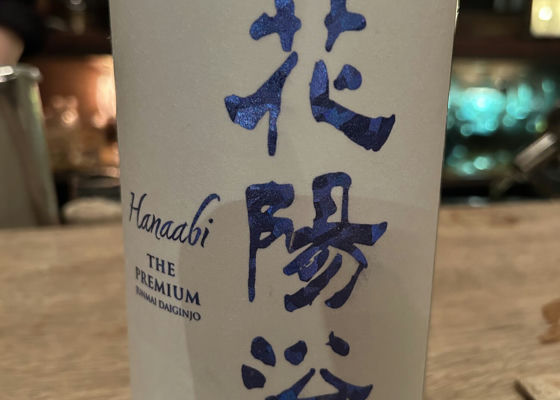 花陽浴
Hanaabi
THE
PREMIUM
JUNMAI DAIGINJO